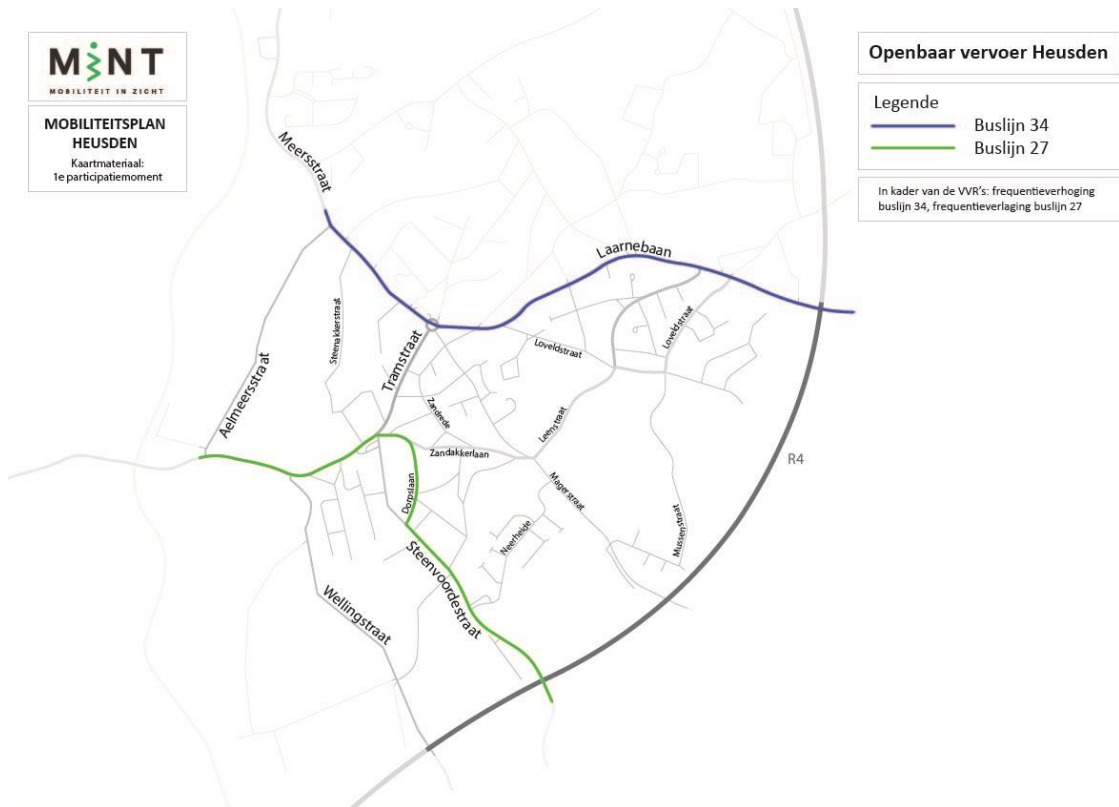 MINT
MOBILITEIT IN ZICHT
MOBILITEITSPLAN
HEUSDEN
Kaartmateriaal:
1e participatiemoment
Openbaar vervoer Heusden
Legende
Buslijn 34
Buslijn 27
In kader van de VVR's: frequentieverhoging
buslijn 34, frequentieverlaging buslijn 27
Meersstraat
Laarnebaan
Steenakkerstraat
Tramstraat
Loveldstraat
Loveldstraat
Aelmeersstraat
Zandrede
Leenstraat
Zandakkerlaan
R4
Dorpslaan
Magerstraat
Neerheide
Mussenstraat
Steenvoordestraat
Wellingstraat